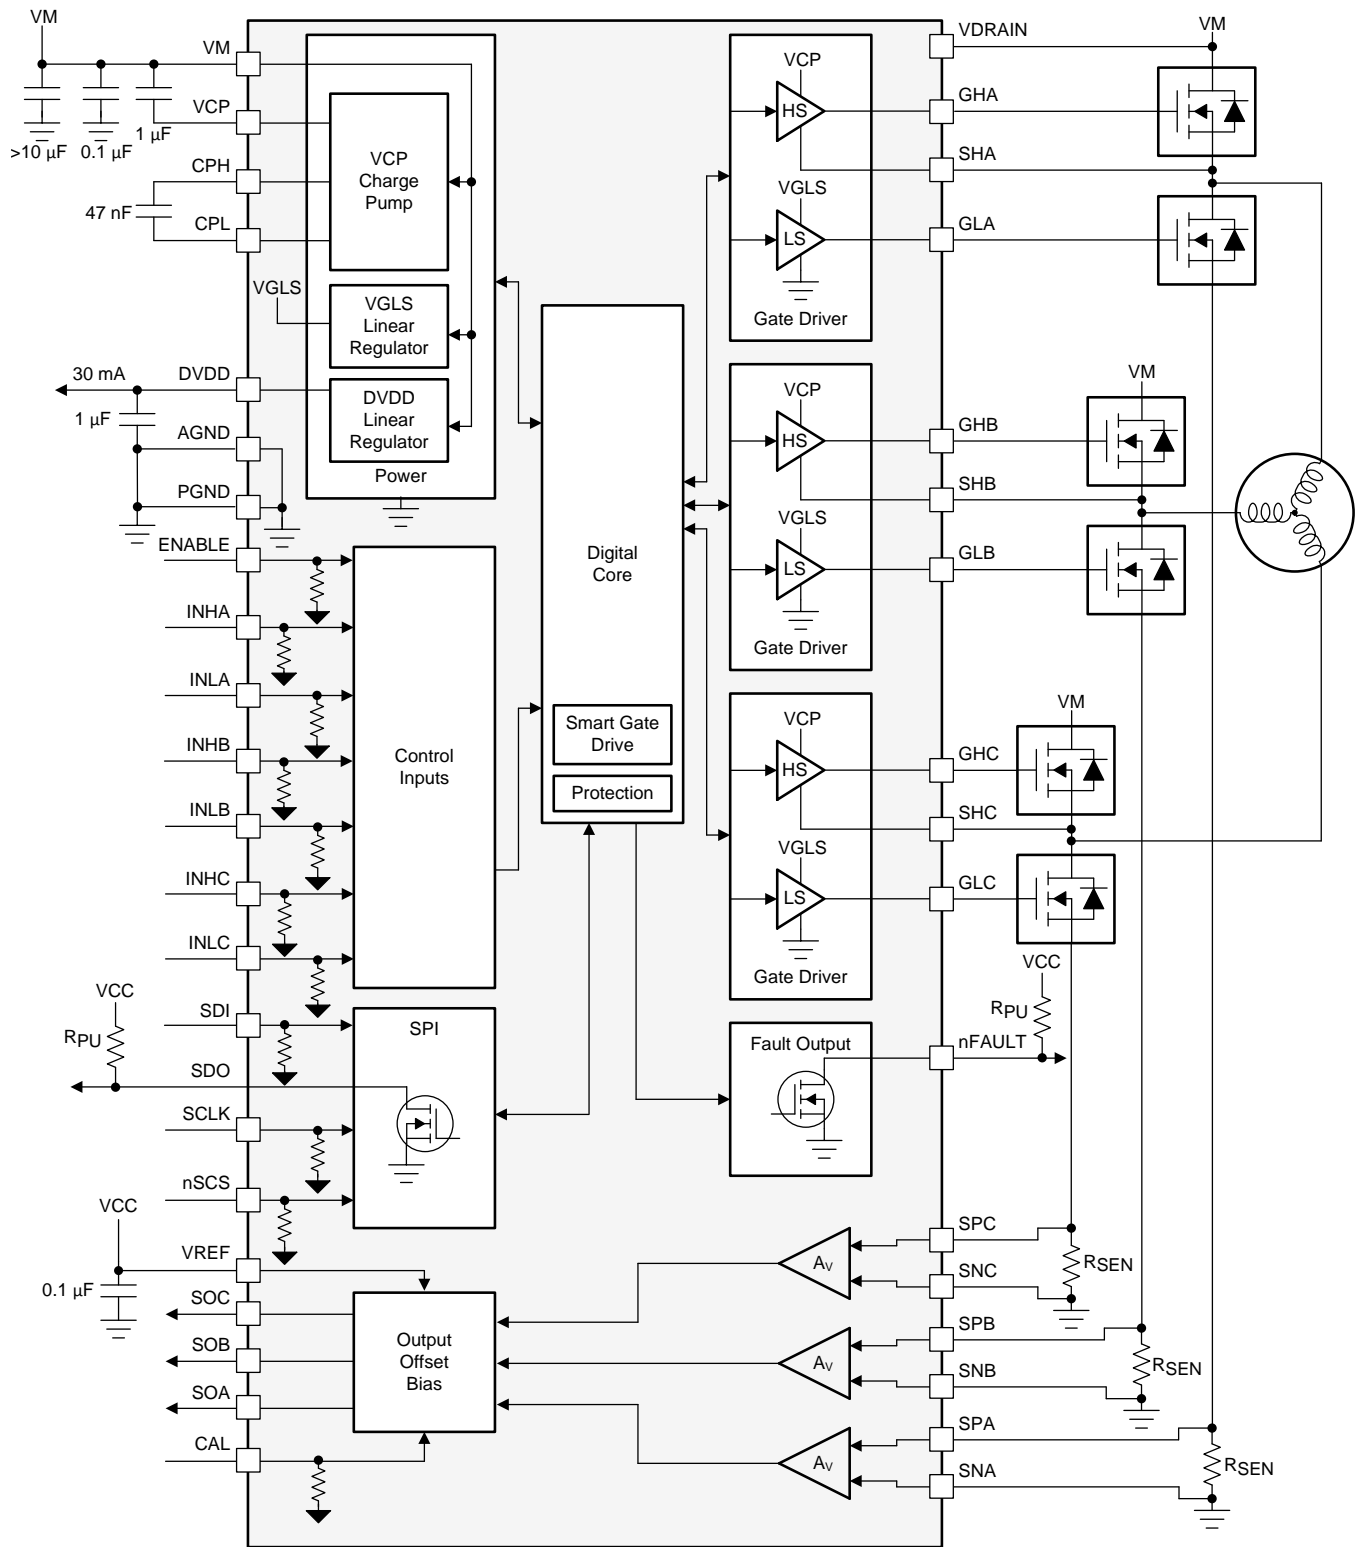 VM
VM
VCP
>10 µF
0.1 µF
1 µF
CPH
47 nF
CPL
VCP
Charge
Pump
VGLS
VGLS
Linear
Regulator
30 mA
DVDD
1 µF
DVDD
Linear
Regulator
AGND
Power
PGND
ENABLE
INHA
INLA
INHB
INLB
INHC
INLC
Control
Inputs
VCC
RPU
SDI
SDO
SCLK
nSCS
SPI
VCC
VREF
0.1 µF
SOC
SOB
SOA
CAL
Output
Offset
Bias
Digital
Core
Smart Gate
Drive
Protection
VCP
HS
VGLS
LS
Gate Driver
VCP
HS
VGLS
LS
Gate Driver
VCP
HS
VGLS
LS
Gate Driver
Fault Output
AV
AV
AV
VDRAIN
VM
GHA
SHA
GLA
VM
GHB
SHB
GLB
VM
GHC
SHC
GLC
VCC
RPU
nFAULT
SPC
SNC
RSEN
SPB
SNB
RSEN
SPA
SNA
RSEN